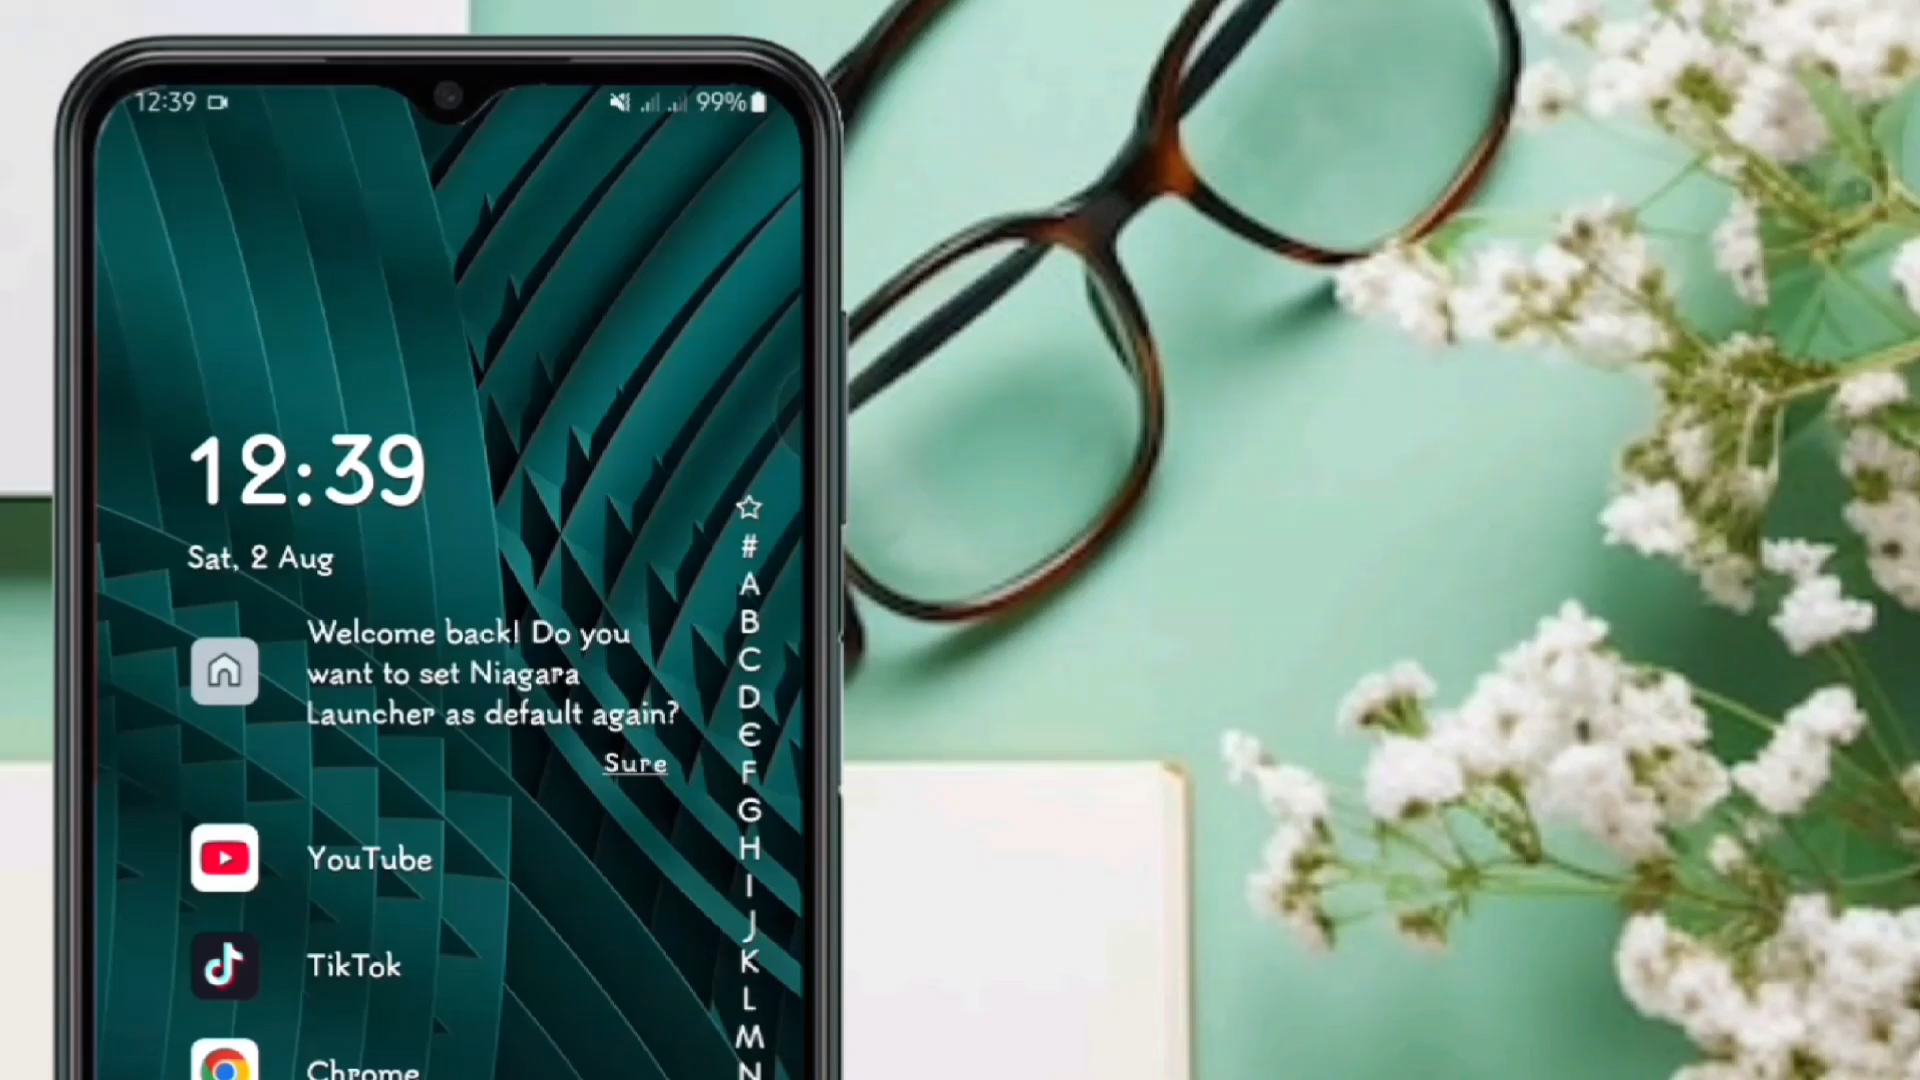 12:39
99%
12:39
Sat, 2 Aug
Welcome back! Do you
want to set Niagara
Launcher as default again?
Sure
YouTube
TikTok
Chrome
#
A
B
C
D
E
F
G
H
I
J
K
L
M
N